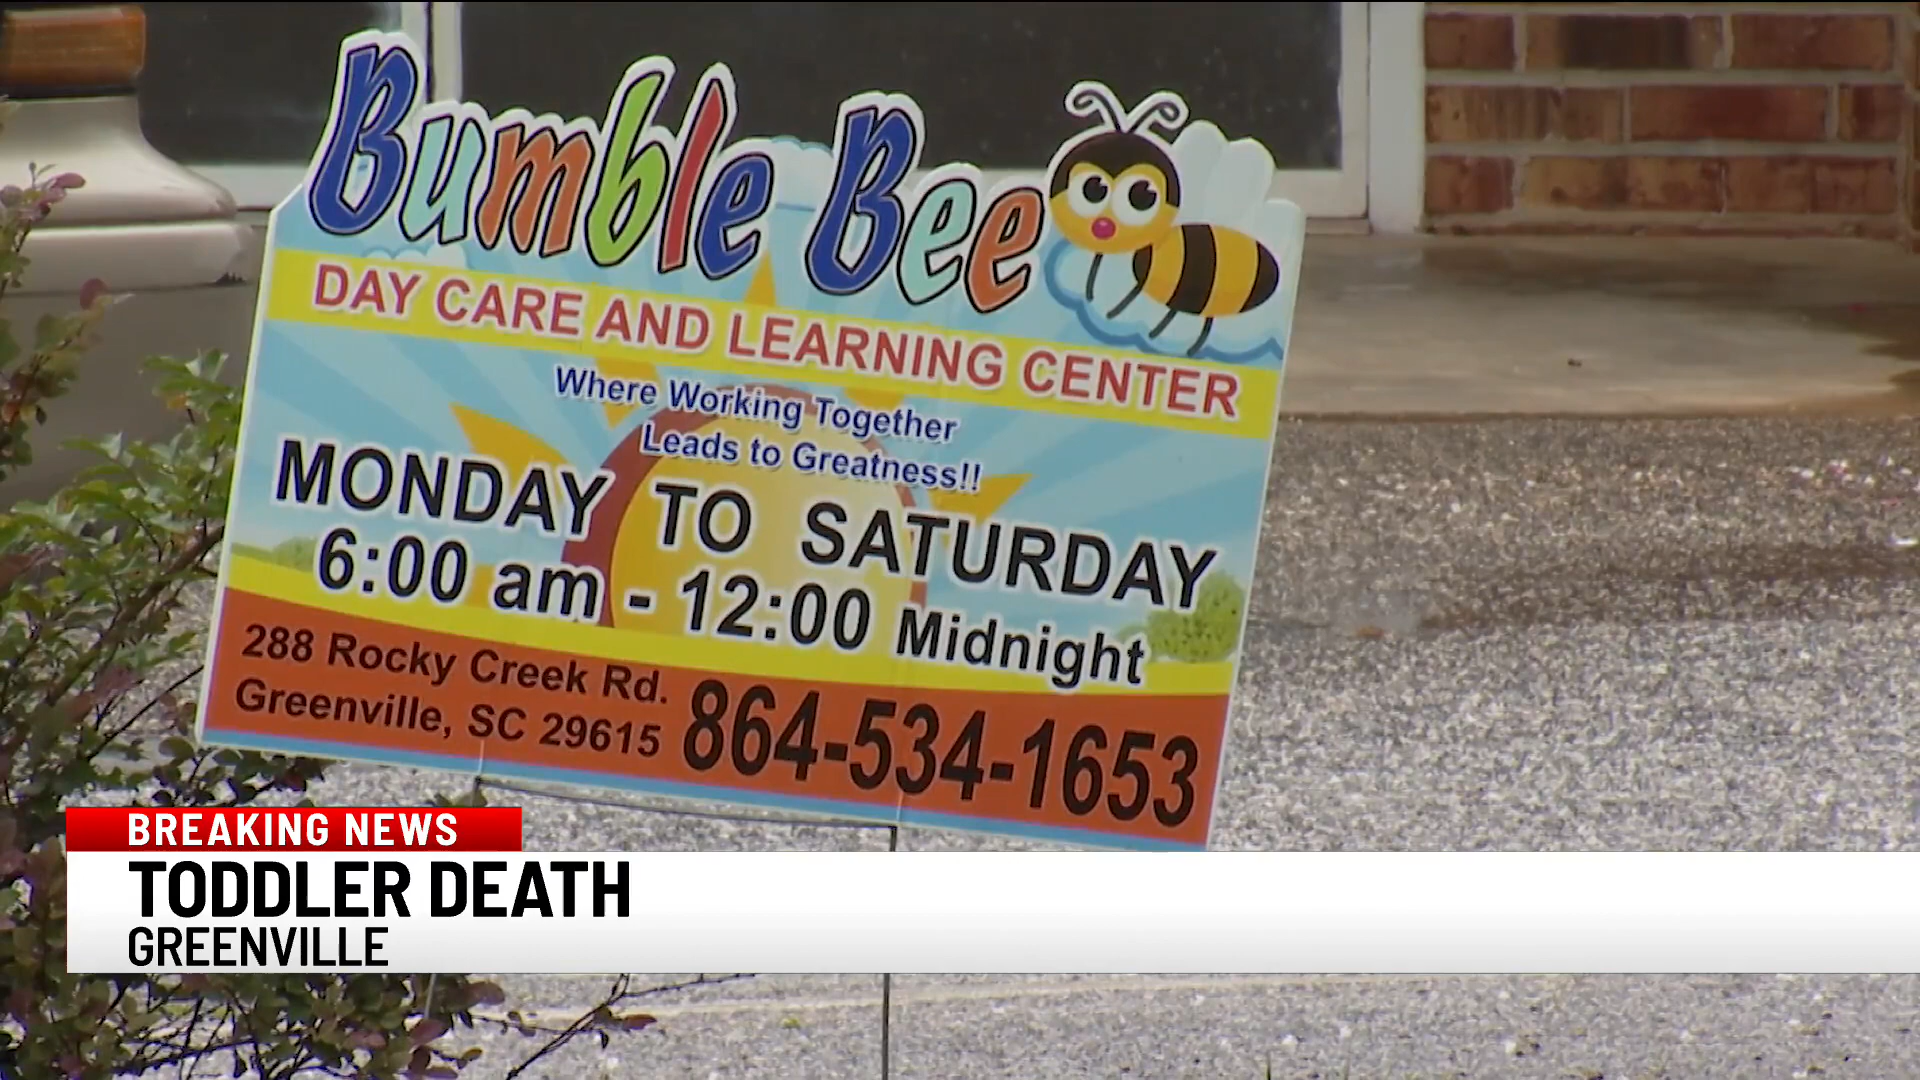 Bumble Bee
DAY CARE AND LEARNING CENTER
Where Working Together
Leads to Greatness!!
MONDAY TO SATURDAY
6:00 am - 12:00 Midnight
288 Rocky Creek Rd.
Greenville, SC 29615
864-534-1653
BREAKING NEWS
TODDLER DEATH
GREENVILLE